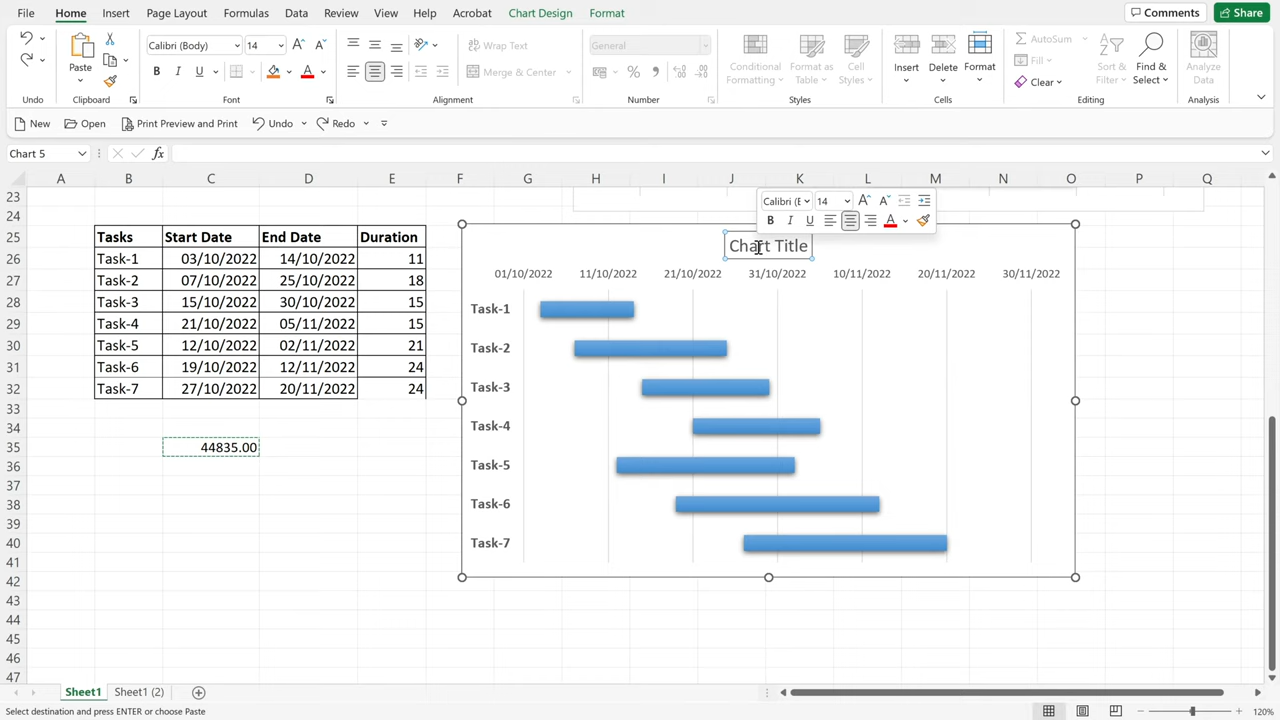 File Home Insert Page Layout Formulas Data Review View Help Acrobat Chart Design Format Comments Share
Calibri (Body) 14 Wrap Text General AutoSum
Paste B I U Merge & Center Conditional Formatting Format as Table Cell Styles Insert Delete Format Fill Sort & Filter Find & Select Analyze Data
Clear
Undo Clipboard Font Alignment Number Styles Cells Editing Analysis
New Open Print Preview and Print Undo Redo
Chart 5 fx
A B C D E F G H I J K L M N O P Q
23
24 Calibri (E 14
B I U A
25 Tasks Start Date End Date Duration Chart Title
26 Task-1 03/10/2022 14/10/2022 11
27 Task-2 07/10/2022 25/10/2022 18
28 Task-3 15/10/2022 30/10/2022 15
29 Task-4 21/10/2022 05/11/2022 15
30 Task-5 12/10/2022 02/11/2022 21
31 Task-6 19/10/2022 12/11/2022 24
32 Task-7 27/10/2022 20/11/2022 24
33
34
35 44835.00
36
37
38
39
40
41
42
43
44
45
46
47
01/10/2022 11/10/2022 21/10/2022 31/10/2022 10/11/2022 20/11/2022 30/11/2022
Task-1
Task-2
Task-3
Task-4
Task-5
Task-6
Task-7
Sheet1 Sheet1 (2)
Select destination and press ENTER or choose Paste 120%